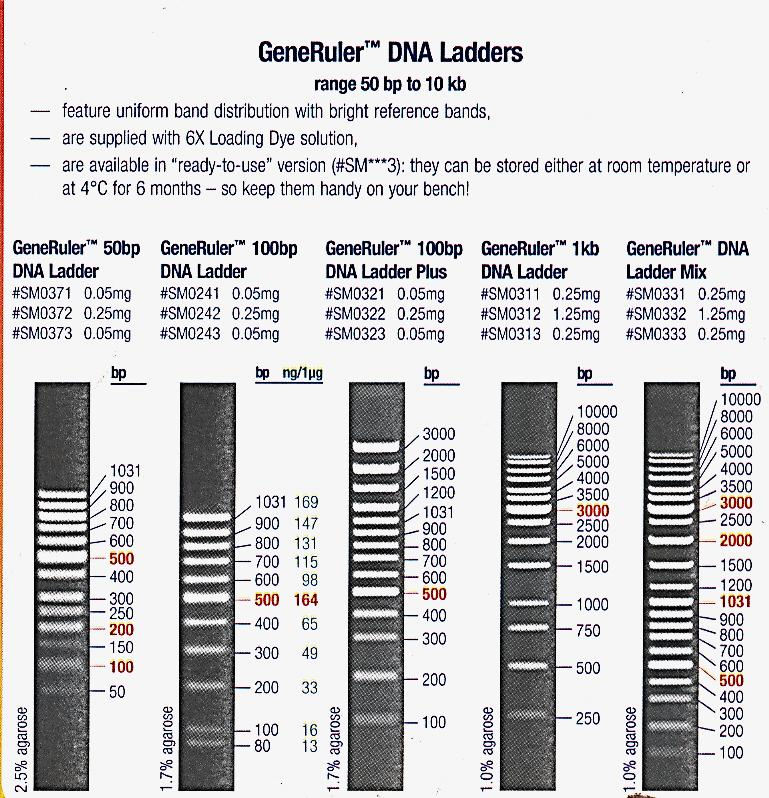 GeneRuler™ DNA Ladders
range 50 bp to 10 kb
— feature uniform band distribution with bright reference bands,
— are supplied with 6X Loading Dye solution,
— are available in “ready-to-use” version (#SM***3): they can be stored either at room temperature or
at 4°C for 6 months – so keep them handy on your bench!
GeneRuler™ 50bp
DNA Ladder
#SM0371 0.05mg
#SM0372 0.25mg
#SM0373 0.05mg
bp
1031
900
800
700
600
500
400
300
250
200
150
100
50
2.5% agarose
GeneRuler™ 100bp
DNA Ladder
#SM0241 0.05mg
#SM0242 0.25mg
#SM0243 0.05mg
bp ng/1µg
1031 169
900 147
800 131
700 115
600 98
500 164
400 65
300 49
200 33
100 16
80 13
1.7% agarose
GeneRuler™ 100bp
DNA Ladder Plus
#SM0321 0.05mg
#SM0322 0.25mg
#SM0323 0.05mg
bp
3000
2000
1500
1200
1031
900
800
700
600
500
400
300
200
100
1.7% agarose
GeneRuler™ 1kb
DNA Ladder
#SM0311 0.25mg
#SM0312 1.25mg
#SM0313 0.25mg
bp
10000
8000
6000
5000
4000
3500
3000
2500
2000
1500
1000
750
500
250
1.0% agarose
GeneRuler™ DNA
Ladder Mix
#SM0331 0.25mg
#SM0332 1.25mg
#SM0333 0.25mg
bp
10000
8000
6000
5000
4000
3500
3000
2500
2000
1500
1200
1031
900
800
700
600
500
400
300
200
100
1.0% agarose